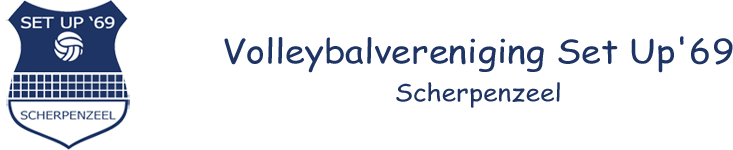 SET UP '69
SCHERPENZEEL
Volleybalvereniging Set Up'69
Scherpenzeel